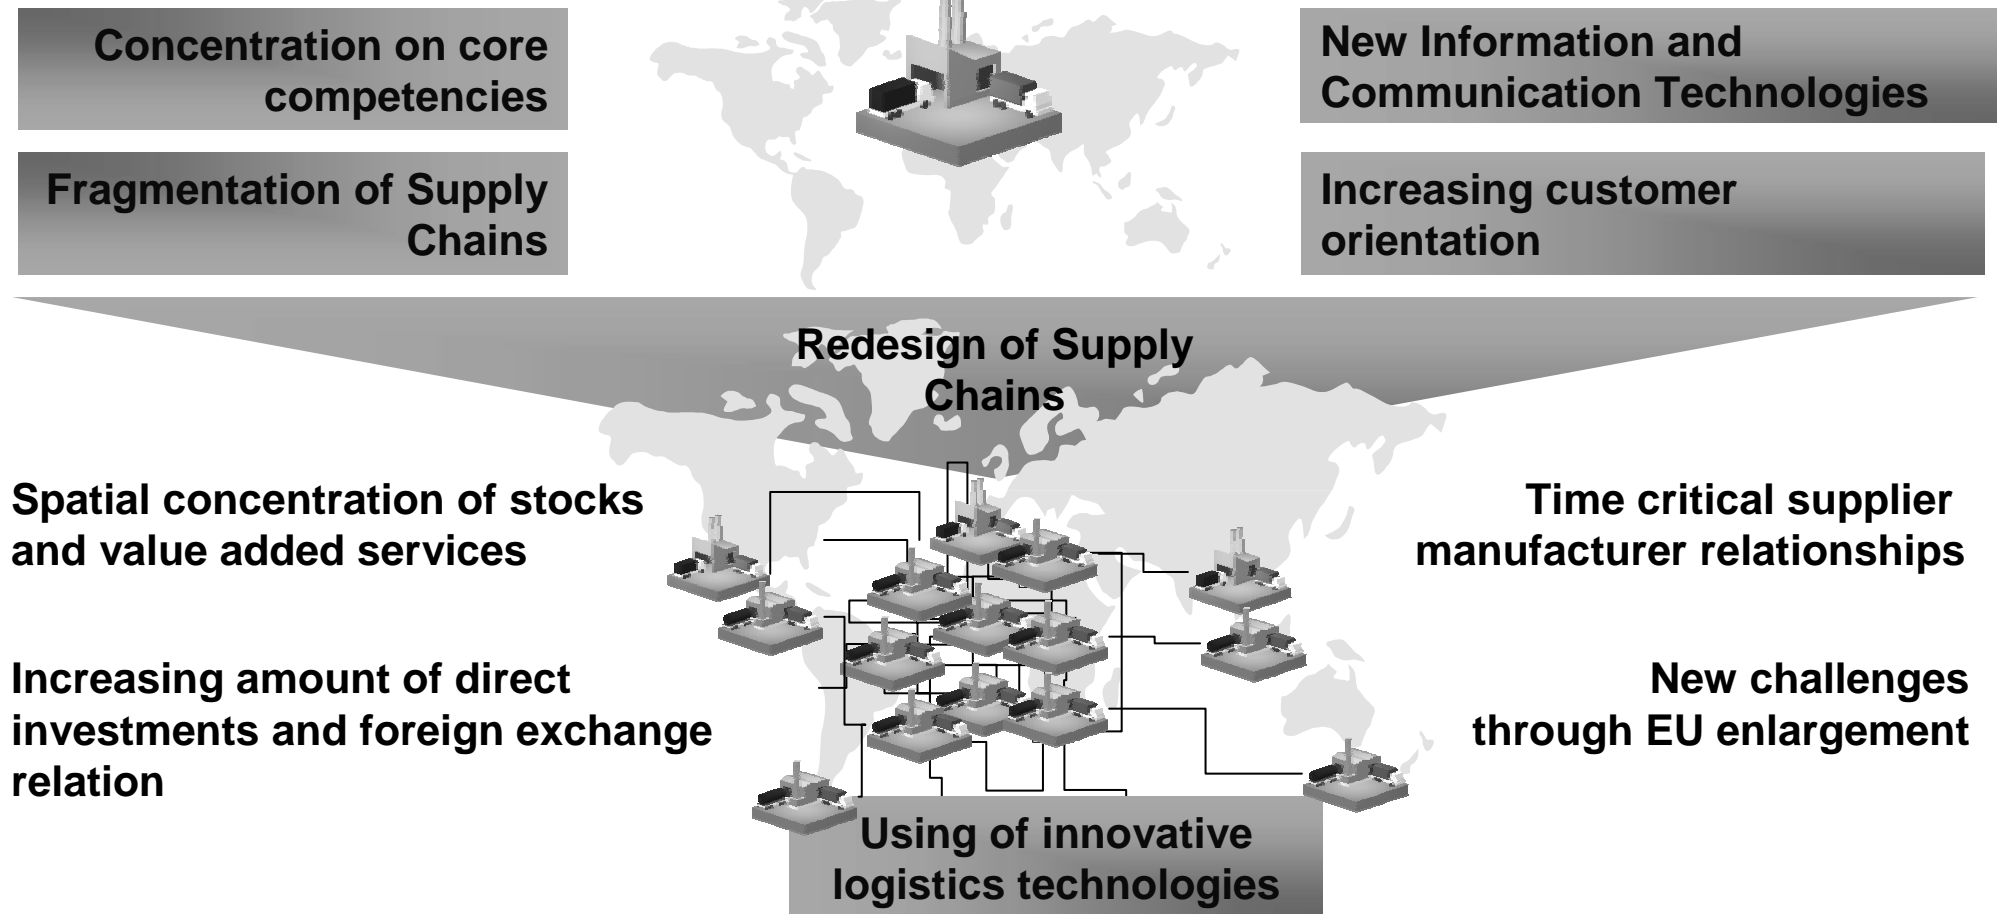 Concentration on core
competencies
New Information and
Communication Technologies
Fragmentation of Supply
Chains
Increasing customer
orientation
Redesign of Supply
Chains
Spatial concentration of stocks
and value added services
Time critical supplier
manufacturer relationships
Increasing amount of direct
investments and foreign exchange
relation
New challenges
through EU enlargement
Using of innovative
logistics technologies